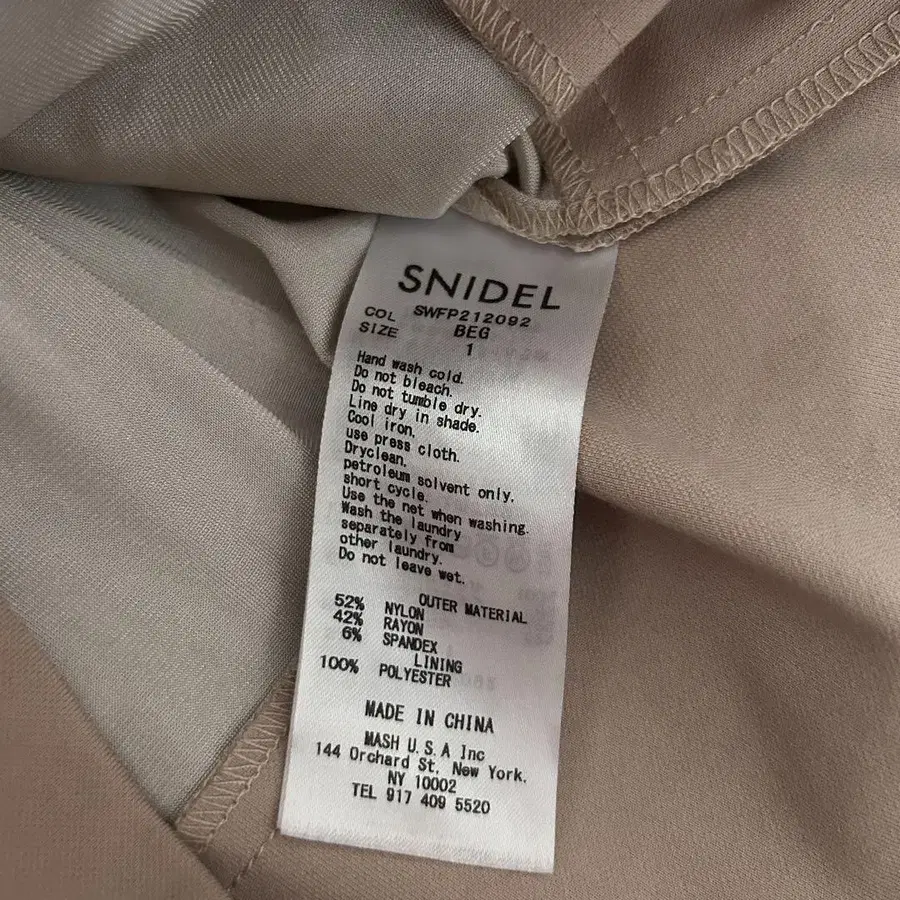 SNIDEL
SWFP212092
COL BEG
SIZE 1
Hand wash cold.
Do not bleach.
Do not tumble dry.
Line dry in shade.
Cool iron,
use press cloth.
Dryclean,
petroleum solvent only,
short cycle.
Use the net when washing.
Wash the laundry
separately from
other laundry.
Do not leave wet.
OUTER MATERIAL
52% NYLON
42% RAYON
6% SPANDEX
LINING
100% POLYESTER
MADE IN CHINA
MASH U.S.A Inc
144 Orchard St, New York,
NY 10002
TEL 917 409 5520